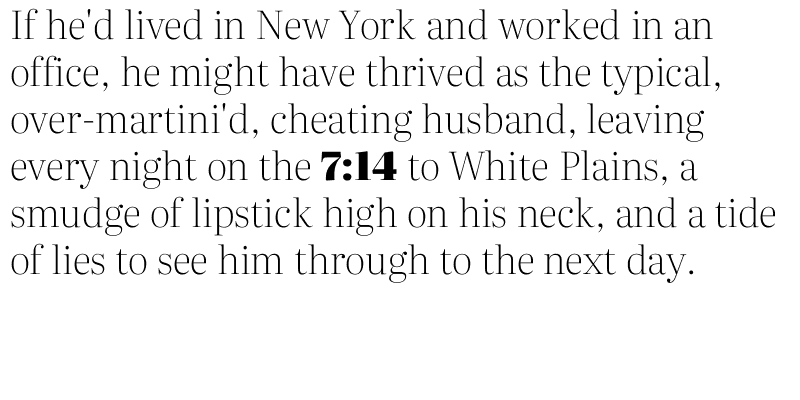 If he'd lived in New York and worked in an
office, he might have thrived as the typical,
over-martini'd, cheating husband, leaving
every night on the 7:14 to White Plains, a
smudge of lipstick high on his neck, and a tide
of lies to see him through to the next day.